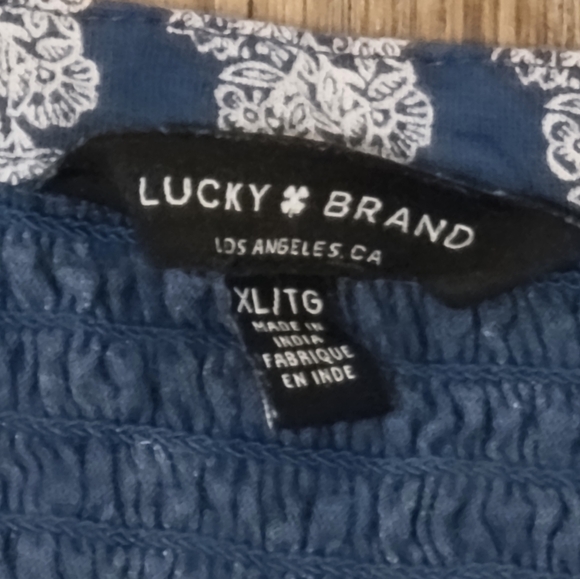 LUCKY BRAND
LOS ANGELES, CA
XL/TG
MADE IN
INDIA
FABRIQUE
EN INDE